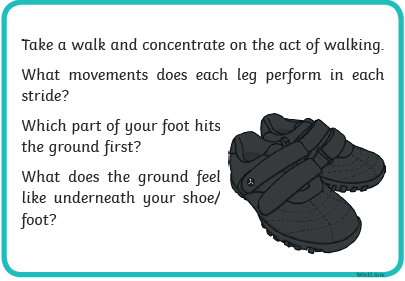 Take a walk and concentrate on the act of walking.
What movements does each leg perform in each
stride?
Which part of your foot hits
the ground first?
What does the ground feel
like underneath your shoe/
foot?